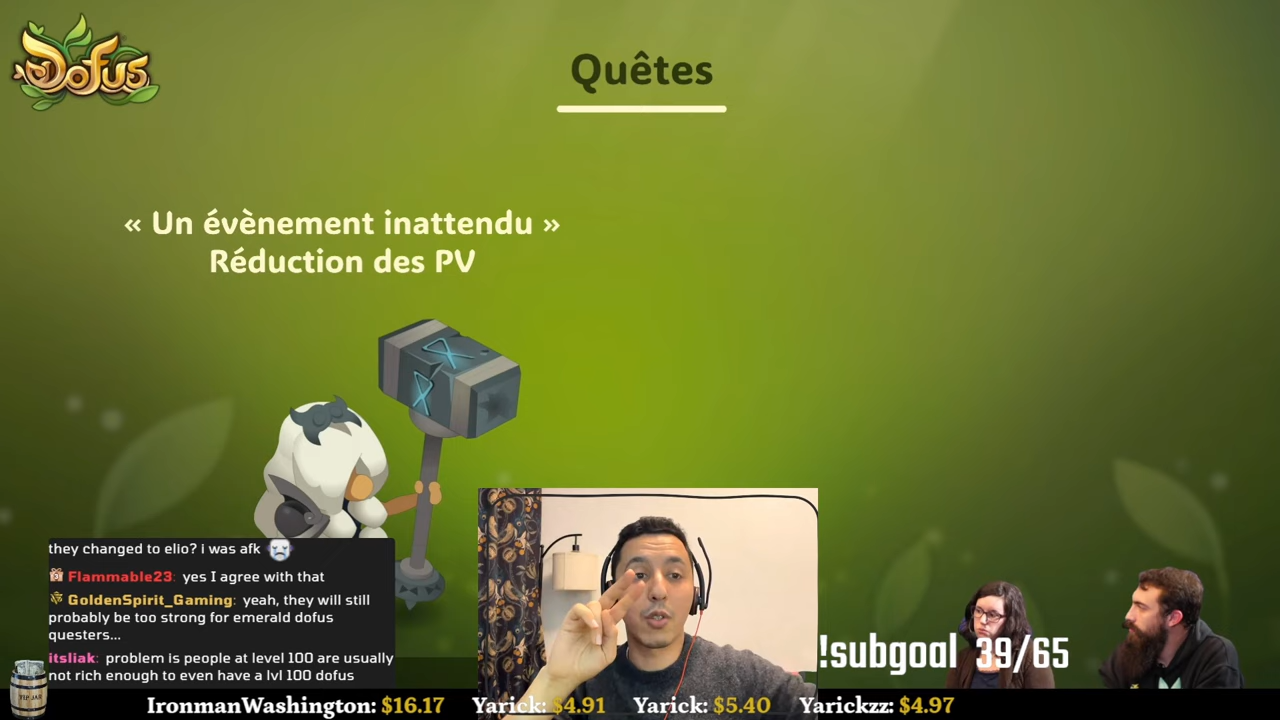 Dofus
Quêtes
« Un évènement inattendu »
Réduction des PV
they changed to elio? i was afk
Flammable23: yes I agree with that
GoldenSpirit_Gaming: yeah, they will still
probably be too strong for emerald dofus
questers...
itsliak: problem is people at level 100 are usually
not rich enough to even have a lvl 100 dofus
!subgoal 39/65
TIP JAR
IronmanWashington: $16.17 Yarick: $4.91 Yarick: $5.40 Yarickzz: $4.97